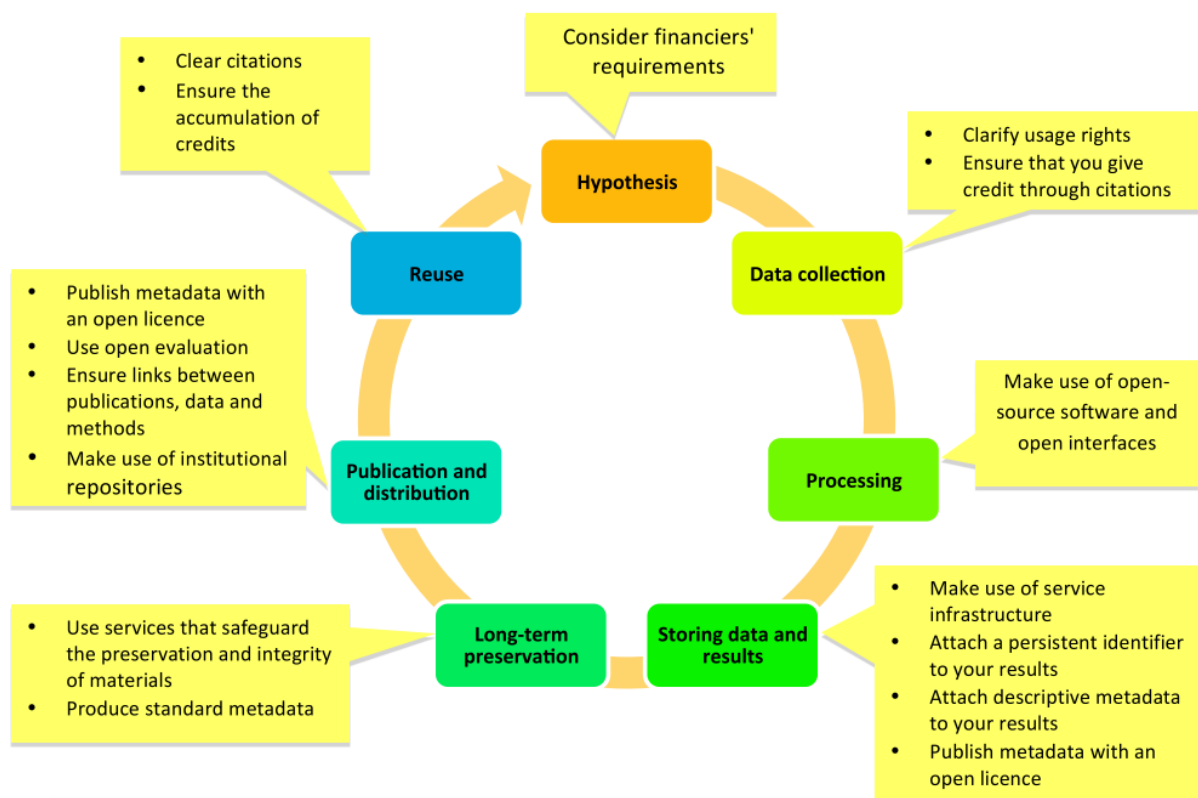 Consider financiers'
requirements
• Clear citations
• Ensure the
accumulation of
credits
Hypothesis
• Clarify usage rights
• Ensure that you give
credit through citations
Reuse
Data collection
• Publish metadata with
an open licence
• Use open evaluation
• Ensure links between
publications, data and
methods
• Make use of institutional
repositories
Make use of open-
source software and
open interfaces
Publication and
distribution
Processing
• Use services that safeguard
the preservation and integrity
of materials
• Produce standard metadata
Long-term
preservation
Storing data and
results
• Make use of service
infrastructure
• Attach a persistent identifier
to your results
• Attach descriptive metadata
to your results
• Publish metadata with an
open licence